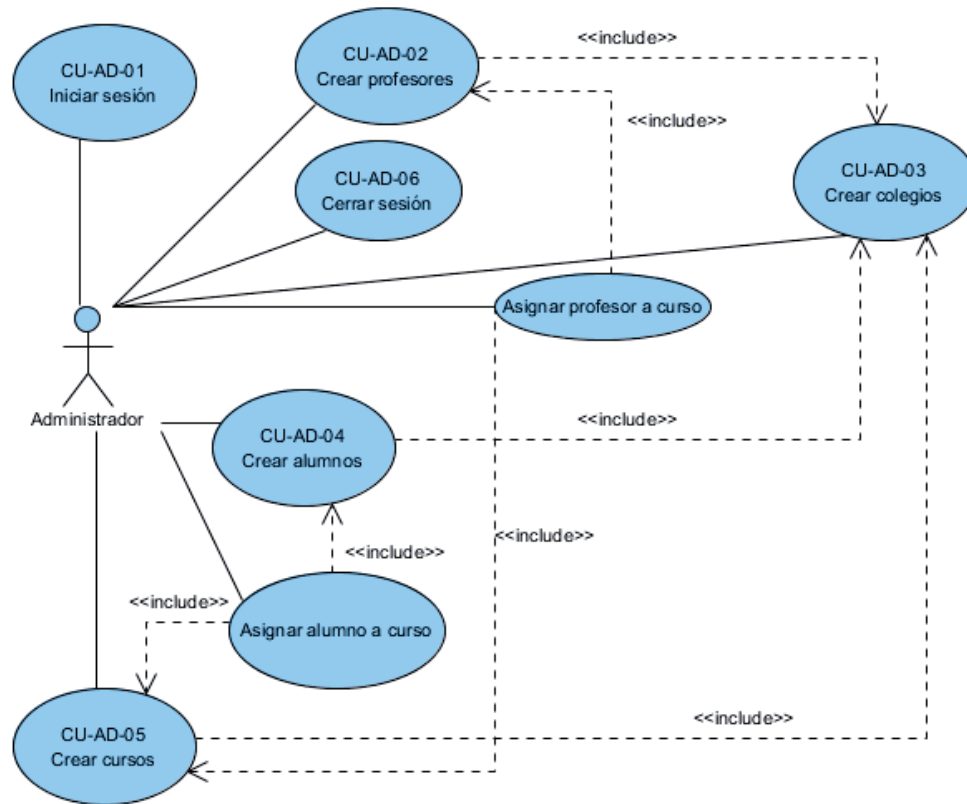 <<include>>
CU-AD-01
Iniciar sesión
CU-AD-02
Crear profesores
<<include>>
CU-AD-03
Crear colegios
CU-AD-06
Cerrar sesión
Asignar profesor a curso
Administrador
CU-AD-04
Crear alumnos
<<include>>
<<include>>
<<include>>
<<include>>
Asignar alumno a curso
<<include>>
CU-AD-05
Crear cursos